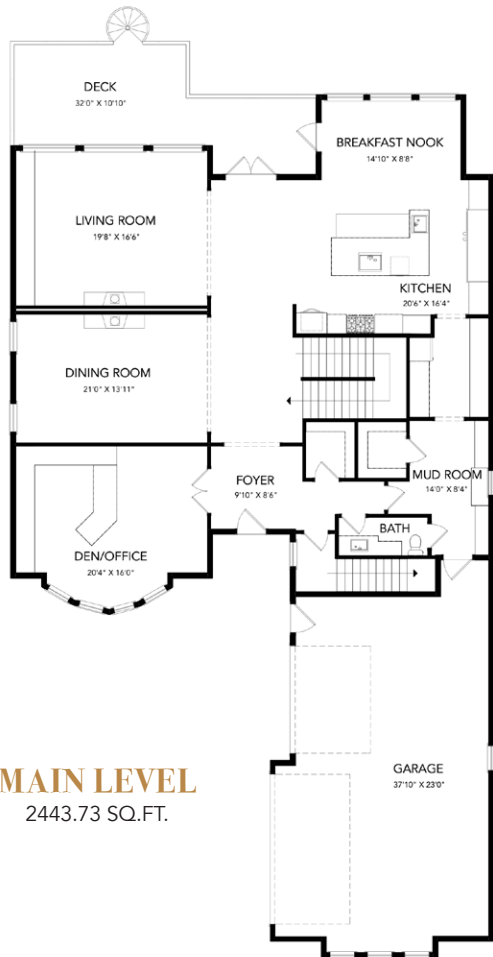 DECK
32'0" X 10'10"
BREAKFAST NOOK
14'10" X 8'8"
LIVING ROOM
19'8" X 16'6"
KITCHEN
20'6" X 16'4"
DINING ROOM
21'0" X 13'11"
FOYER
9'10" X 8'6"
MUD ROOM
14'0" X 8'4"
BATH
DEN/OFFICE
20'4" X 16'0"
GARAGE
37'10" X 23'0"
MAIN LEVEL
2443.73 SQ.FT.